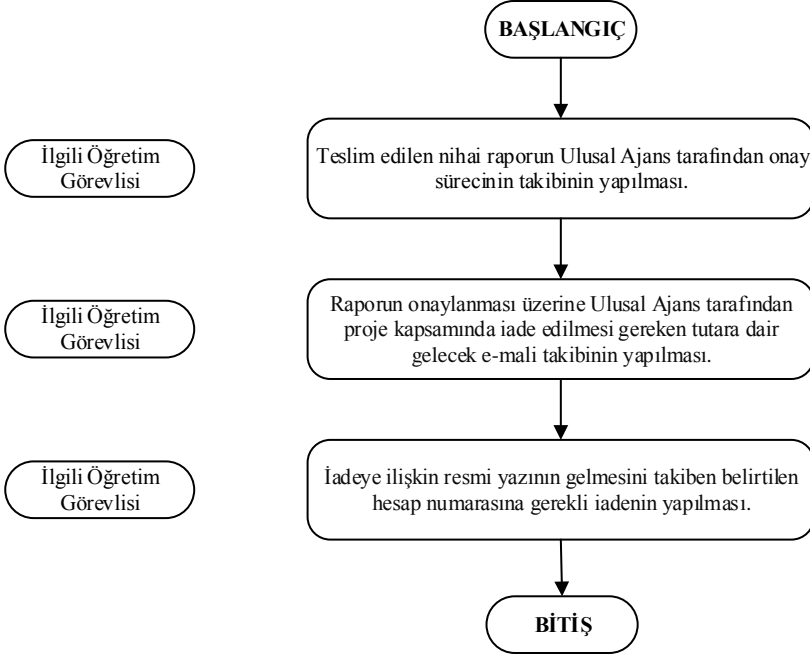 BAŞLANGIÇ
İlgili Öğretim
Görevlisi
Teslim edilen nihai raporun Ulusal Ajans tarafından onay
sürecinin takibinin yapılması.
İlgili Öğretim
Görevlisi
Raporun onaylanması üzerine Ulusal Ajans tarafından
proje kapsamında iade edilmesi gereken tutara dair
gelecek e-mali takibinin yapılması.
İlgili Öğretim
Görevlisi
İadeye ilişkin resmi yazının gelmesini takiben belirtilen
hesap numarasına gerekli iadenin yapılması.
BİTİŞ